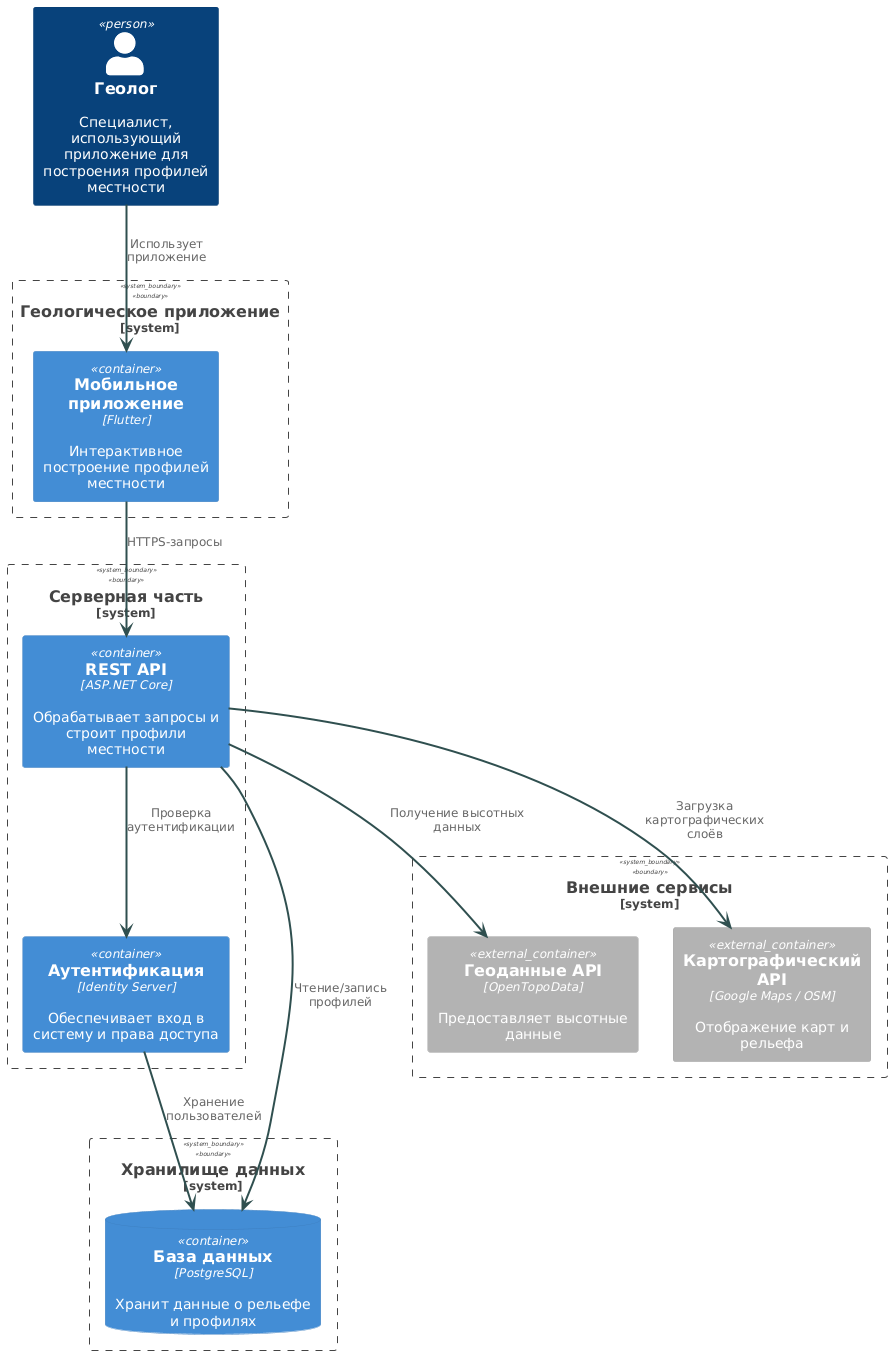 «person»
Геолог
Специалист,
использующий
приложение для
построения профилей
местности
Использует
приложение
«system_boundary»
«boundary»
Геологическое приложение
[system]
«container»
Мобильное
приложение
[Flutter]
Интерактивное
построение профилей
местности
HTTPS-запросы
«system_boundary»
«boundary»
Серверная часть
[system]
«container»
REST API
[ASP.NET Core]
Обрабатывает запросы и
строит профили
местности
Проверка
аутентификации
Получение высотных
данных
Загрузка
картографических
слоёв
«system_boundary»
«boundary»
Внешние сервисы
[system]
«container»
Аутентификация
[Identity Server]
Обеспечивает вход в
систему и права доступа
«external_container»
Геоданные API
[OpenTopoData]
Предоставляет высотные
данные
«external_container»
Картографический
API
[Google Maps / OSM]
Отображение карт и
рельефа
Чтение/запись
профилей
Хранение
пользователей
«system_boundary»
«boundary»
Хранилище данных
[system]
«container»
База данных
[PostgreSQL]
Хранит данные о рельефе
и профилях